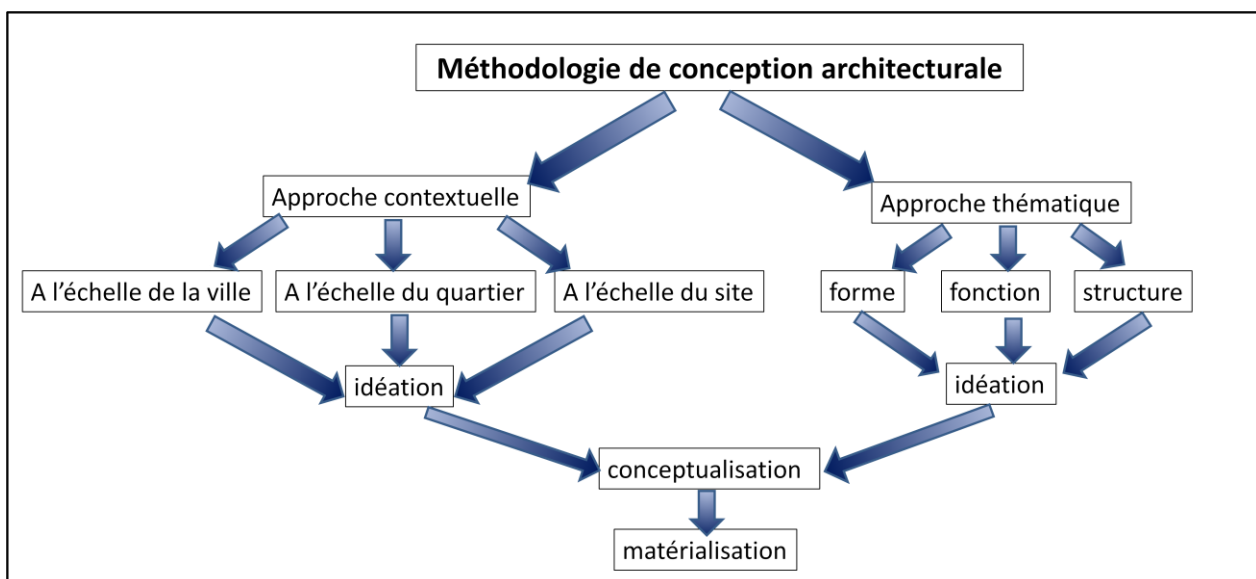 Méthodologie de conception architecturale
Approche contextuelle
Approche thématique
A l'échelle de la ville
A l'échelle du quartier
A l'échelle du site
forme
fonction
structure
idéation
idéation
conceptualisation
matérialisation